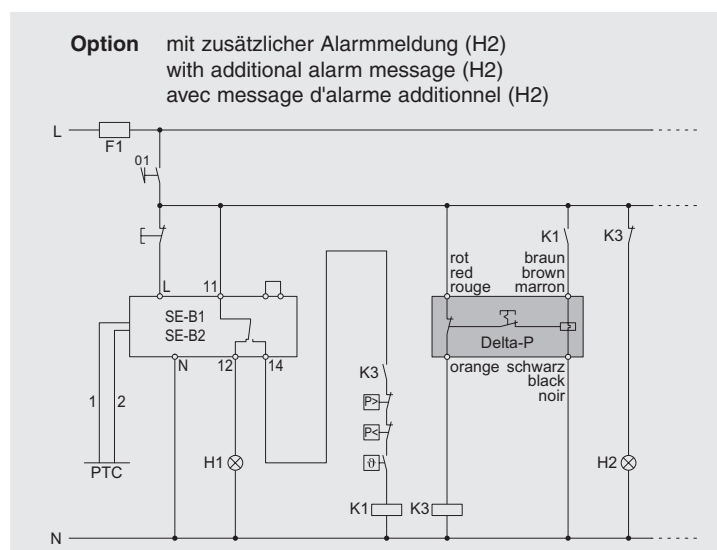 Option mit zusätzlicher Alarmmeldung (H2)
with additional alarm message (H2)
avec message d'alarme additionnel (H2)
L
F1
01
K1 K3
rot braun
red brown
rouge marron
L 11
SE-B1
SE-B2
Delta-P
N 12 14
orange schwarz
black
noir
K3
P>
P<
ϑ
1 2
PTC
H1
H2
K1 K3
N